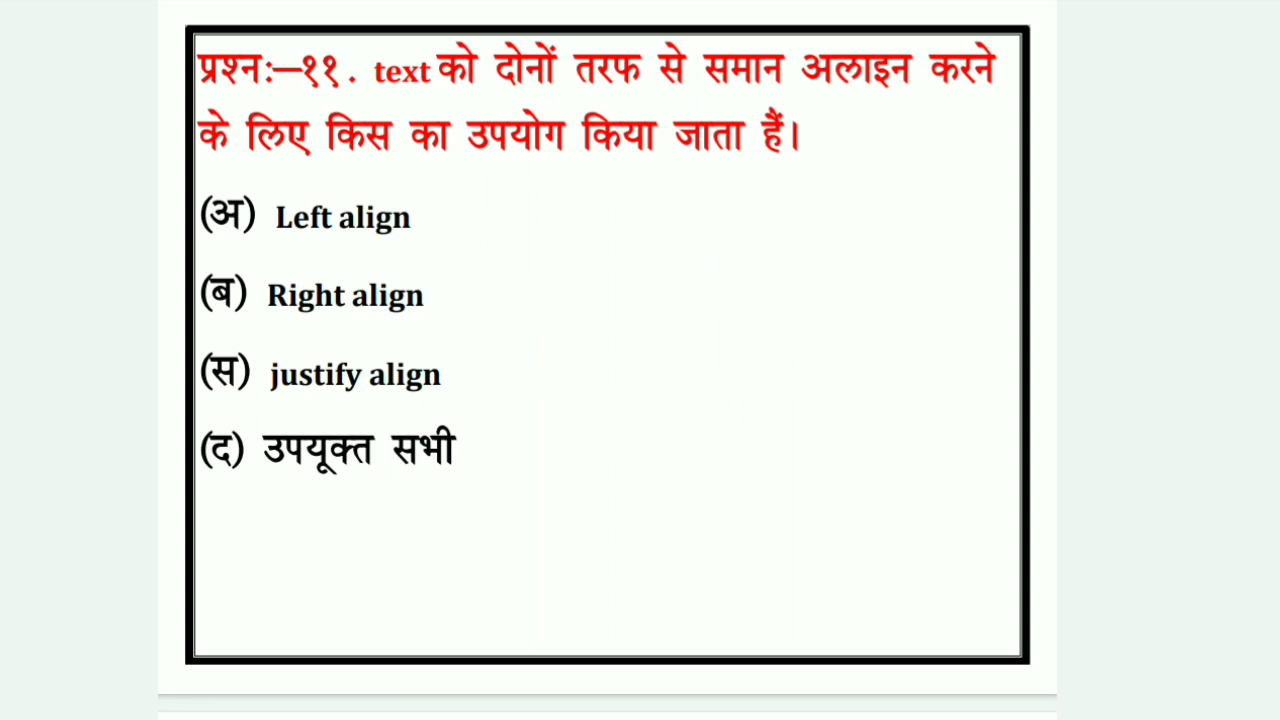 प्रश्नः–११. text को दोनों तरफ से समान अलाइन करने
के लिए किस का उपयोग किया जाता हैं।
(अ) Left align
(ब) Right align
(स) justify align
(द) उपयूक्त सभी